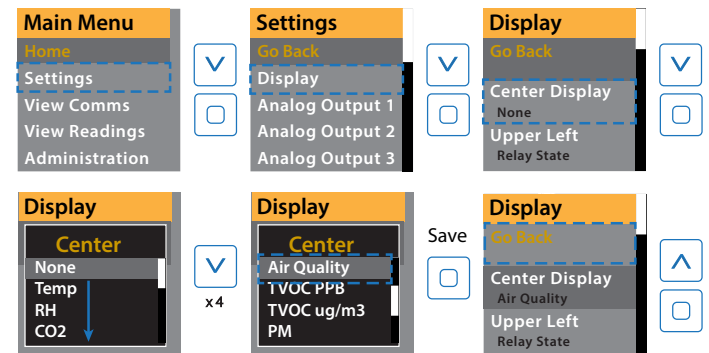 Main Menu
Home
Settings
View Comms
View Readings
Administration
Settings
Go Back
Display
Analog Output 1
Analog Output 2
Analog Output 3
Display
Go Back
Center Display
None
Upper Left
Relay State
Display
Center
None
Temp
RH
CO2
x4
Display
Center
Air Quality
TVOC PPB
TVOC ug/m3
PM
Save
Display
Go Back
Center Display
Air Quality
Upper Left
Relay State